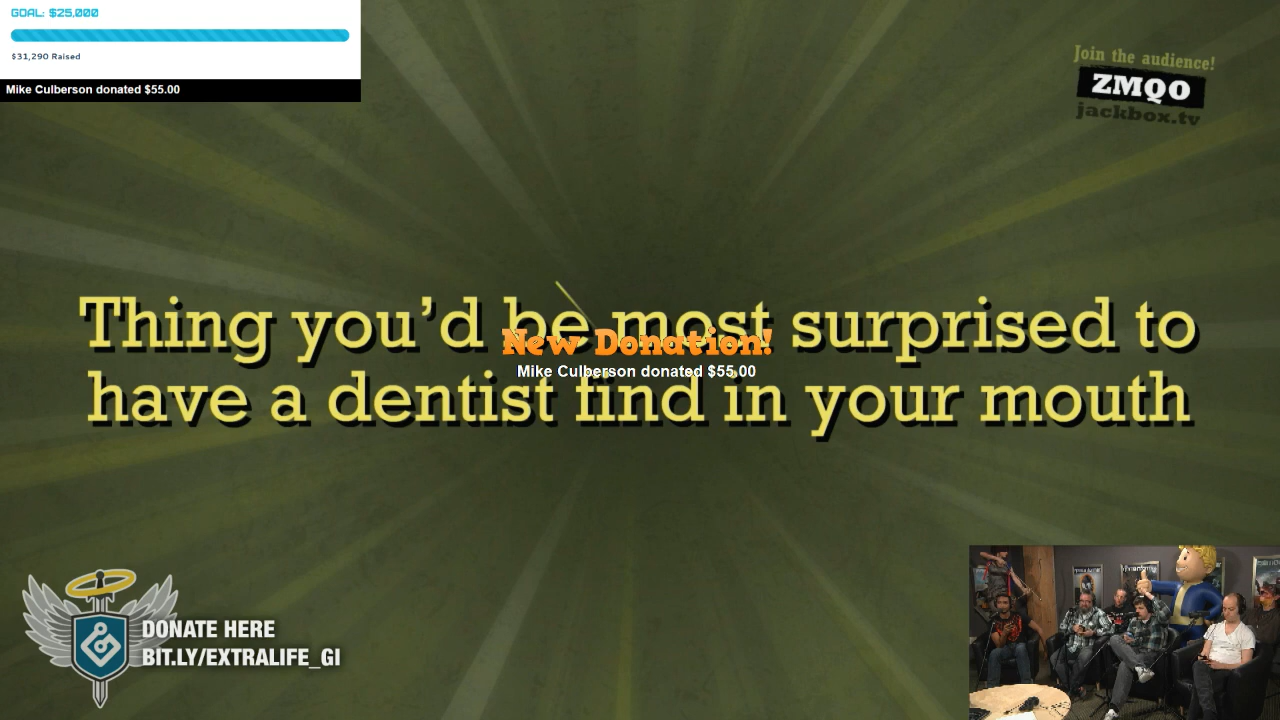 GOAL: $25,000
$31,290 Raised
Mike Culberson donated $55.00
Join the audience!
ZMQO
jackbox.tv
Thing you'd be most surprised to
New Donation!
Mike Culberson donated $55.00
have a dentist find in your mouth
DONATE HERE
BIT.LY/EXTRALIFE_GI